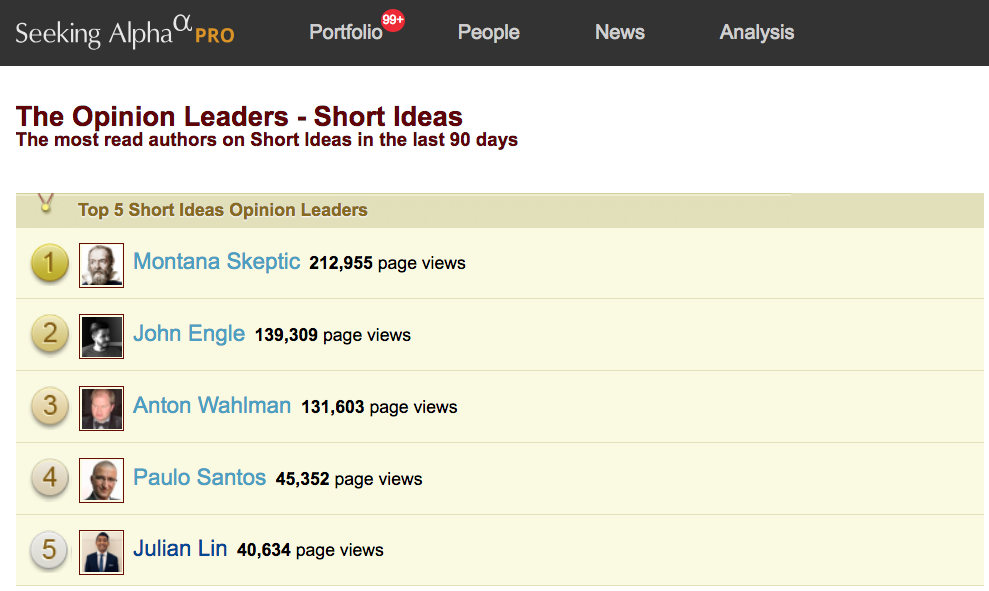 Seeking Alpha α PRO Portfolio 99+ People News Analysis
The Opinion Leaders - Short Ideas
The most read authors on Short Ideas in the last 90 days
Top 5 Short Ideas Opinion Leaders
1 Montana Skeptic 212,955 page views
2 John Engle 139,309 page views
3 Anton Wahlman 131,603 page views
4 Paulo Santos 45,352 page views
5 Julian Lin 40,634 page views